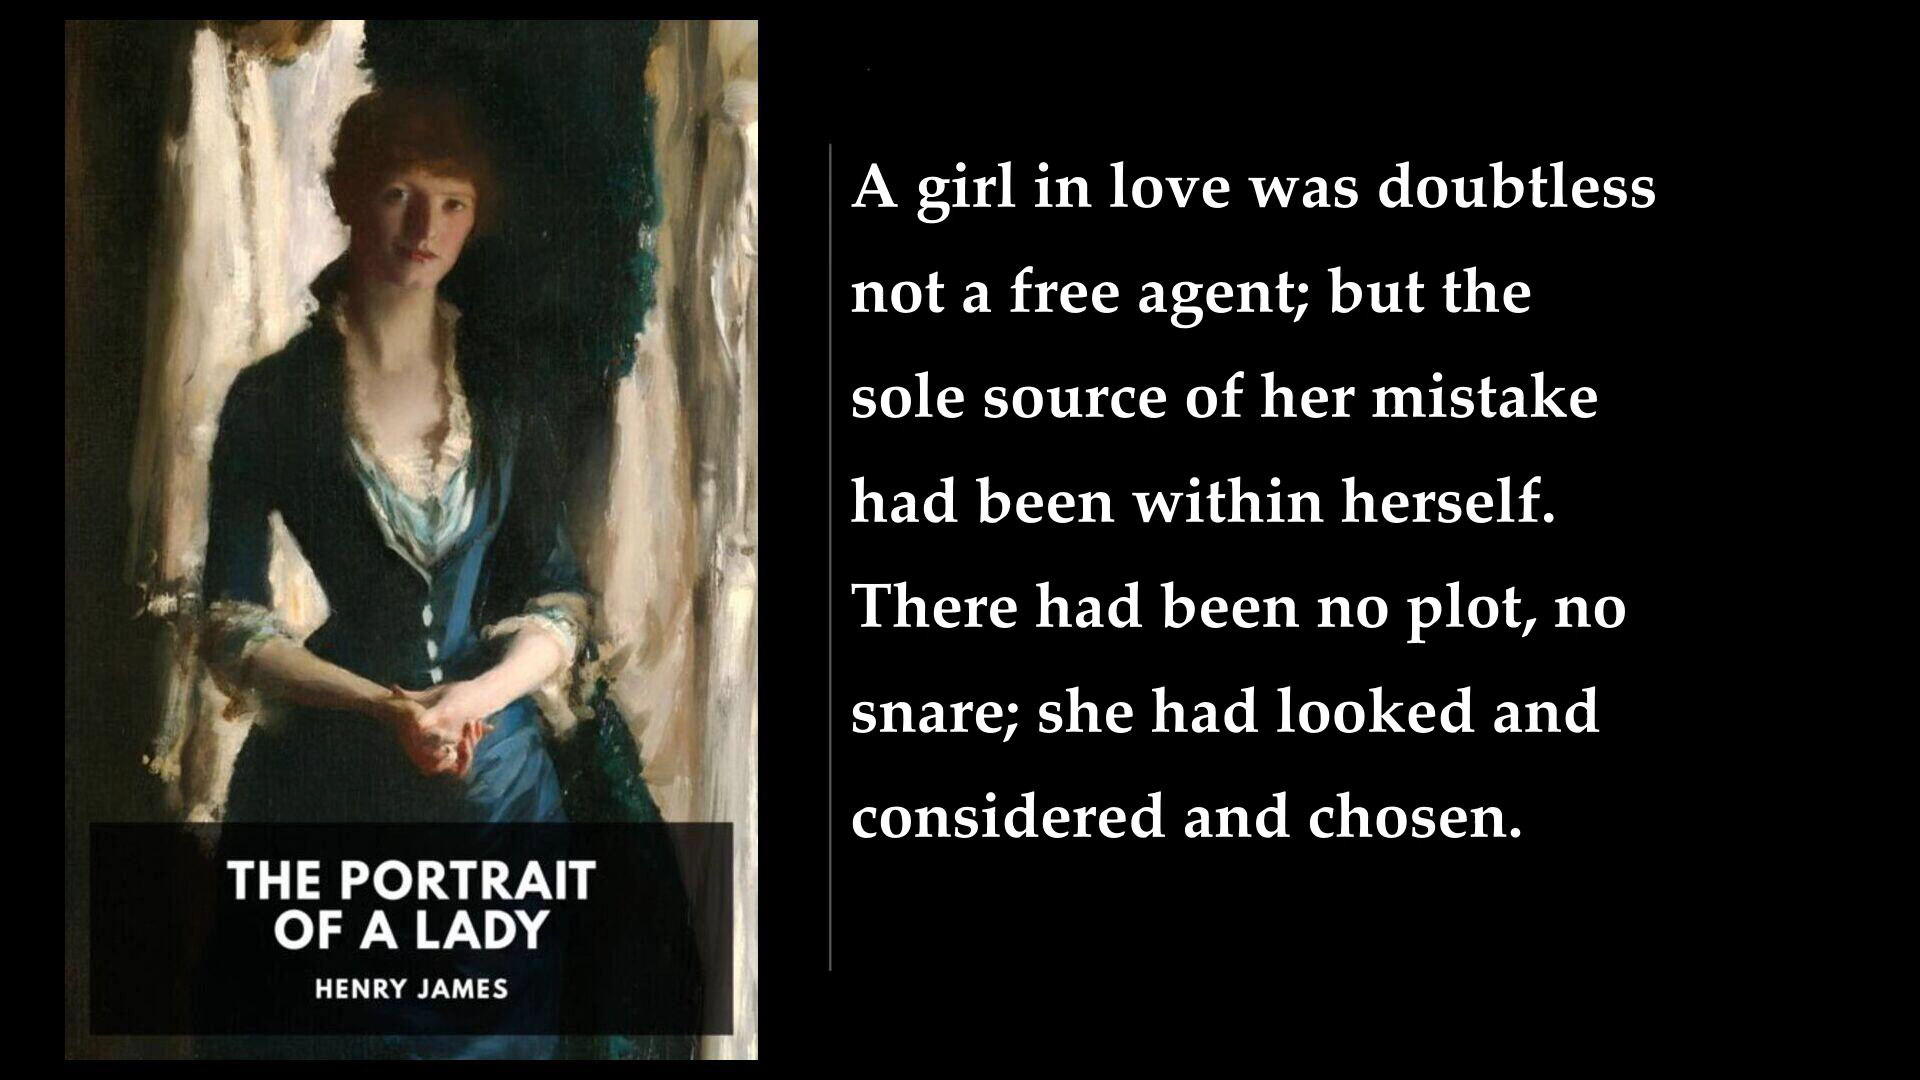 THE PORTRAIT
OF A LADY
HENRY JAMES
A girl in love was doubtless
not a free agent; but the
sole source of her mistake
had been within herself.
There had been no plot, no
snare; she had looked and
considered and chosen.